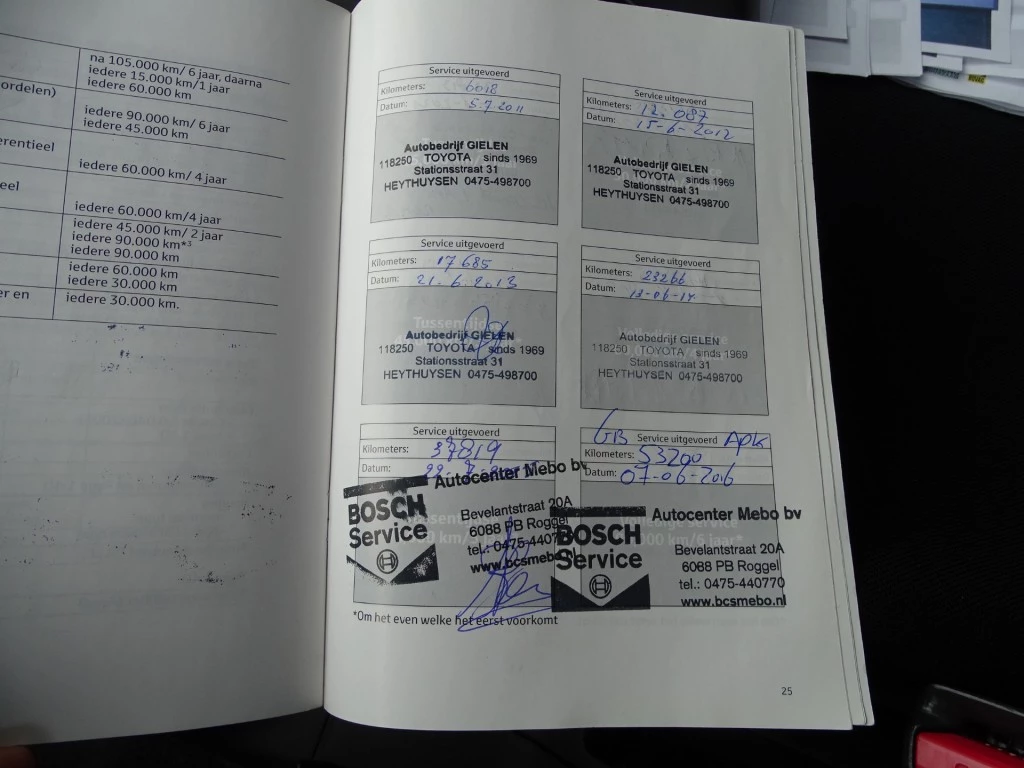 na 105.000 km/ 6 jaar, daarna
iedere 15.000 km/1 jaar
iedere 60.000 km
ordelen)
iedere 90.000 km/ 6 jaar
iedere 45.000 km
erentieel
iedere 60.000 km/ 4 jaar
eel
iedere 60.000 km/4 jaar
iedere 45.000 km/ 2 jaar
iedere 90.000 km*³
iedere 90.000 km
iedere 60.000 km
iedere 30.000 km
er en
iedere 30.000 km.
Service uitgevoerd
Kilometers: 6018
Datum: 5.7 2011
Autobedrijf GIELEN
118250 TOYOTA sinds 1969
Stationsstraat 31
HEYTHUYSEN 0475-498700
Service uitgevoerd
Kilometers: 12.087
Datum: 15-6-2012
Autobedrijf GIELEN
118250 TOYOTA sinds 1969
Stationsstraat 31
HEYTHUYSEN 0475-498700
Service uitgevoerd
Kilometers: 17685
Datum: 21.6.2013
Autobedrijf GIELEN
118250 TOYOTA sinds 1969
Stationsstraat 31
HEYTHUYSEN 0475-498700
Service uitgevoerd
Kilometers: 23266
Datum: 13-06-14
Autobedrijf GIELEN
118250 TOYOTA sinds 1969
Stationsstraat 31
HEYTHUYSEN 0475-498700
Service uitgevoerd
Kilometers: 37819
Datum:
Autocenter Mebo bv
BOSCH
Service
Bevelantstraat 20A
6088 PB Roggel
tel.: 0475-4407
www.bcsmebo
GB Service uitgevoerd APK
Kilometers: 53200
Datum: 07-06-2016
Autocenter Mebo bv
BOSCH
Service
Bevelantstraat 20A
6088 PB Roggel
tel.: 0475-440770
www.bcsmebo.nl
*Om het even welke het eerst voorkomt
25